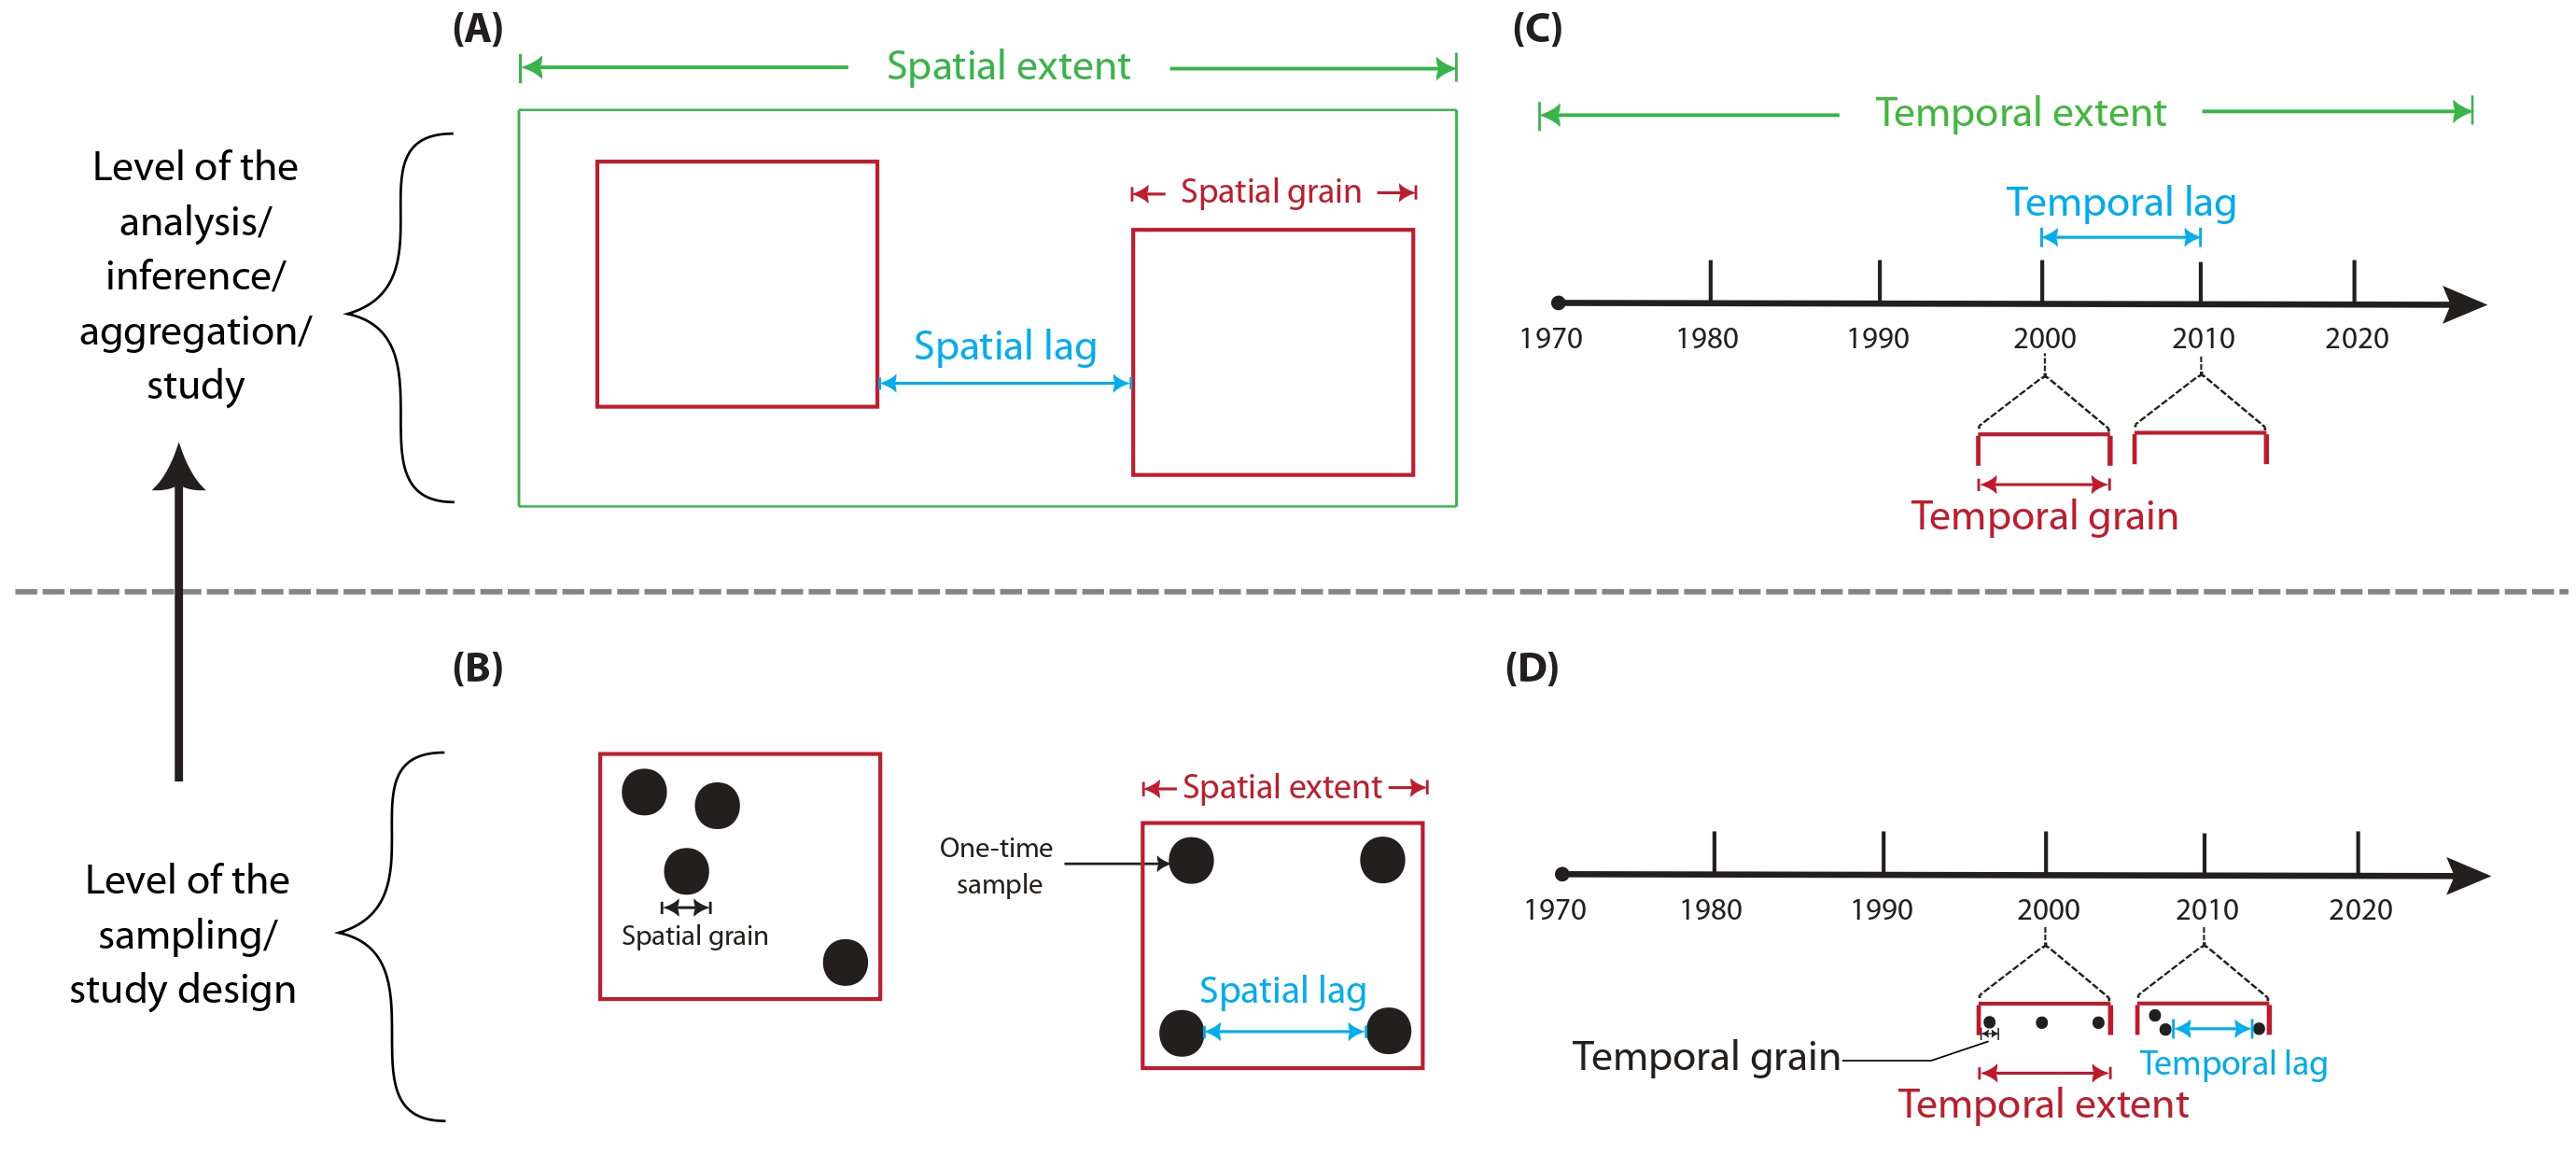 (A)
Spatial extent
Level of the
analysis/
inference/
aggregation/
study
Spatial grain
Spatial lag
(C)
Temporal extent
Temporal lag
1970 1980 1990 2000 2010 2020
Temporal grain
(B)
Level of the
sampling/
study design
Spatial grain
One-time
sample
Spatial extent
Spatial lag
(D)
1970 1980 1990 2000 2010 2020
Temporal grain
Temporal lag
Temporal extent